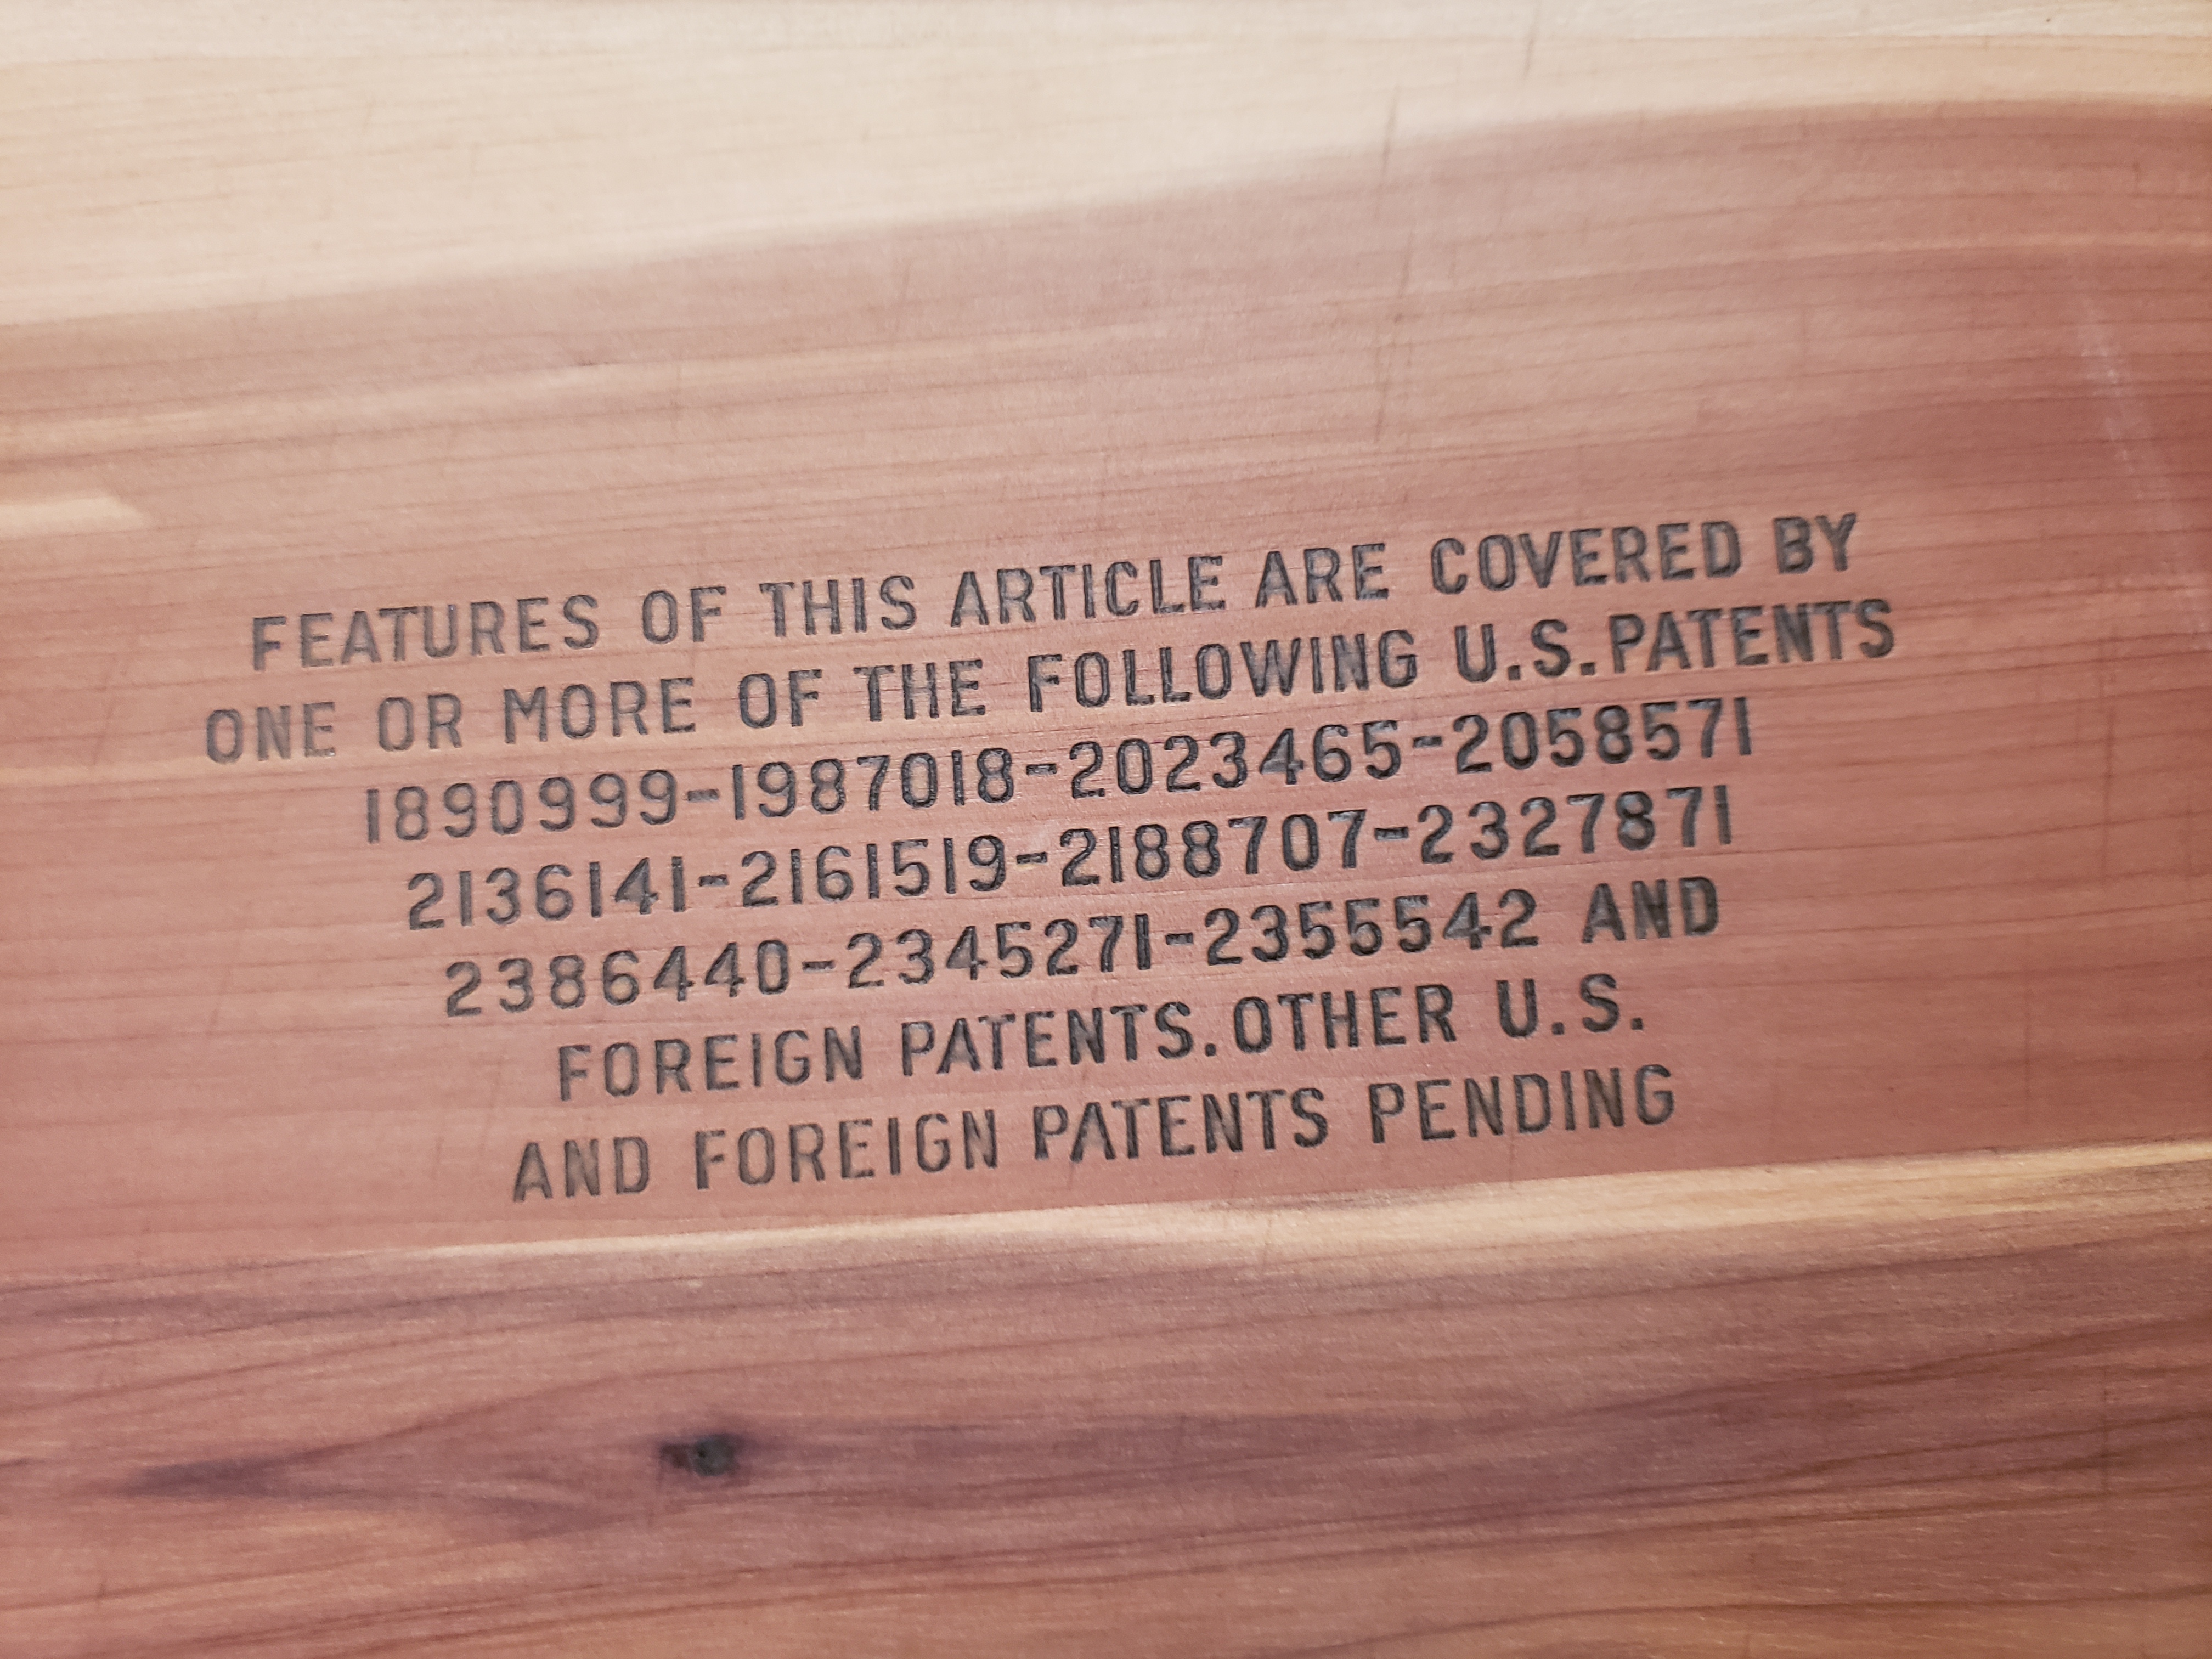 FEATURES OF THIS ARTICLE ARE COVERED BY
ONE OR MORE OF THE FOLLOWING U.S.PATENTS
1890999-1987018-2023465-2058571
2136141-2161519-2188707-2327871
2386440-2345271-2355542 AND
FOREIGN PATENTS.OTHER U.S.
AND FOREIGN PATENTS PENDING